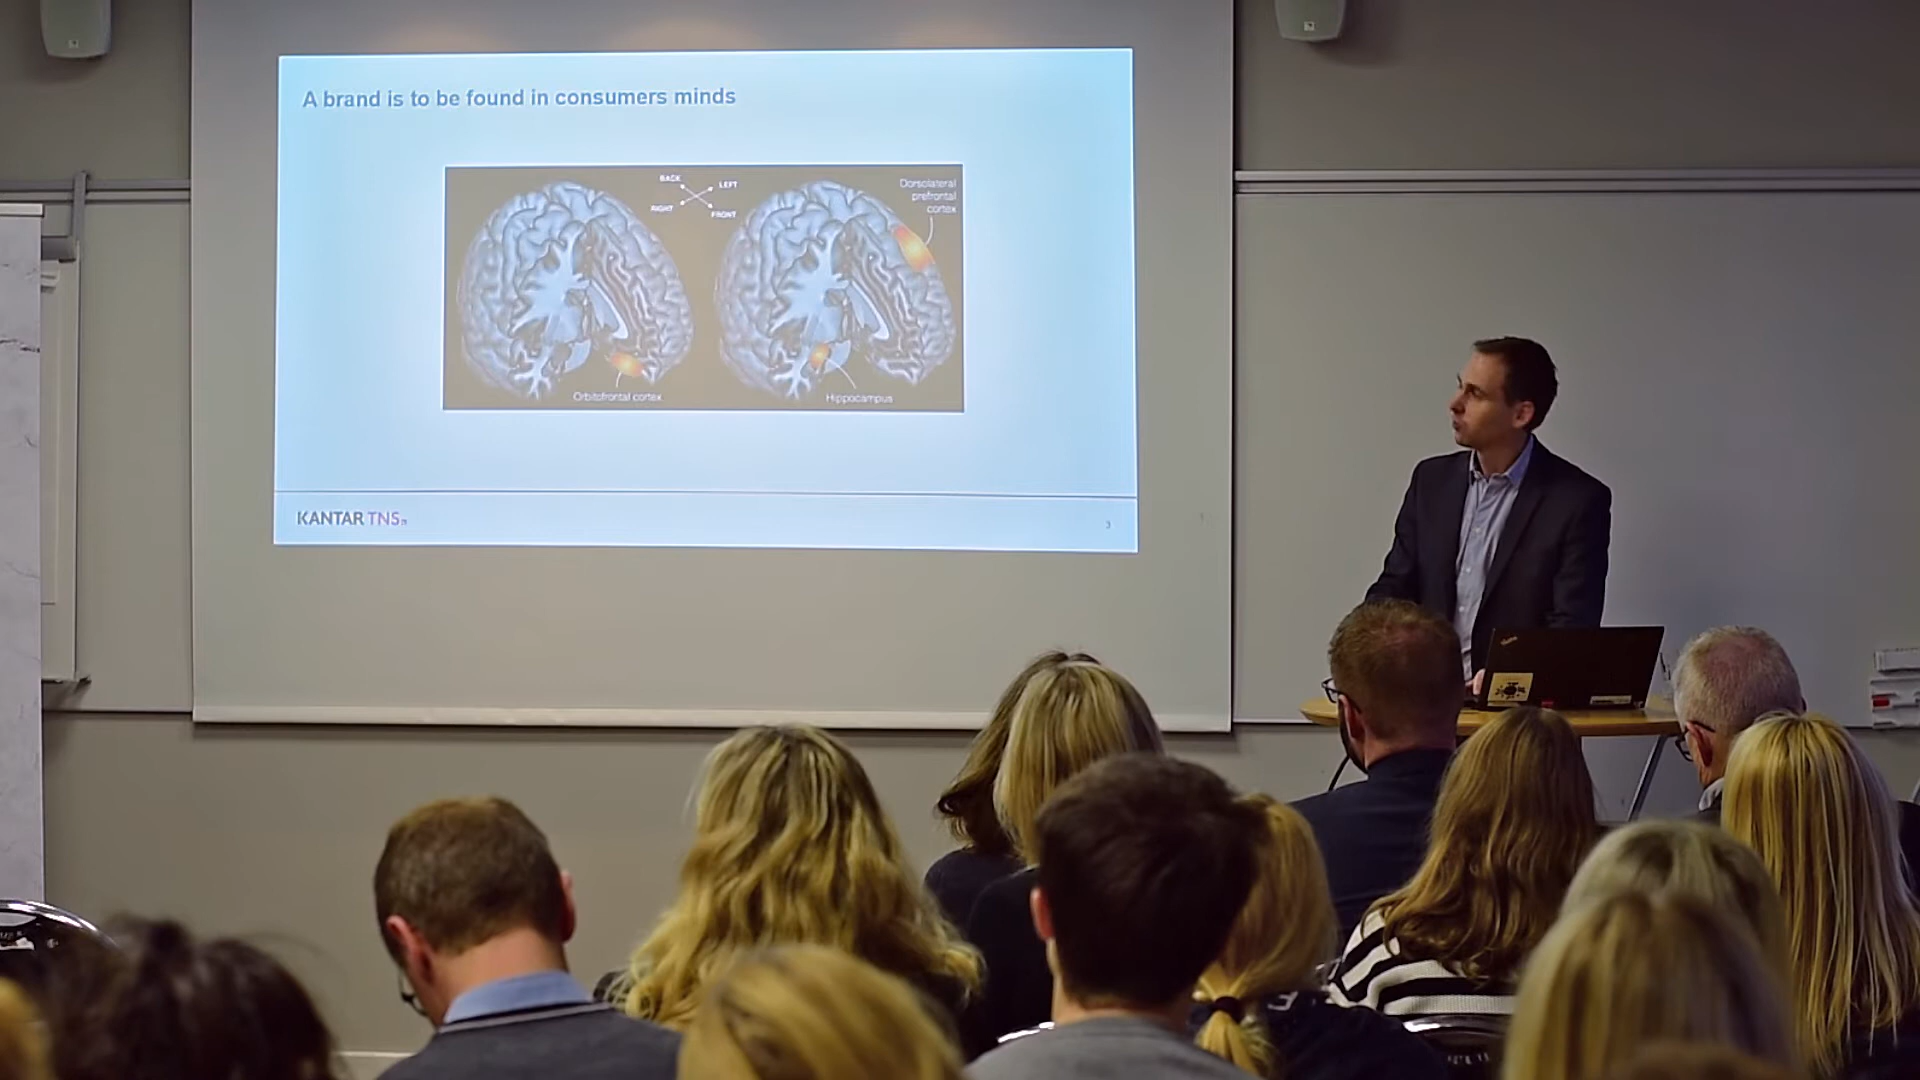 A brand is to be found in consumers minds
BACK
LEFT
RIGHT
FRONT
Dorsolateral
prefrontal
cortex
Orbitofrontal cortex
Hippocampus
KANTAR TNS
3